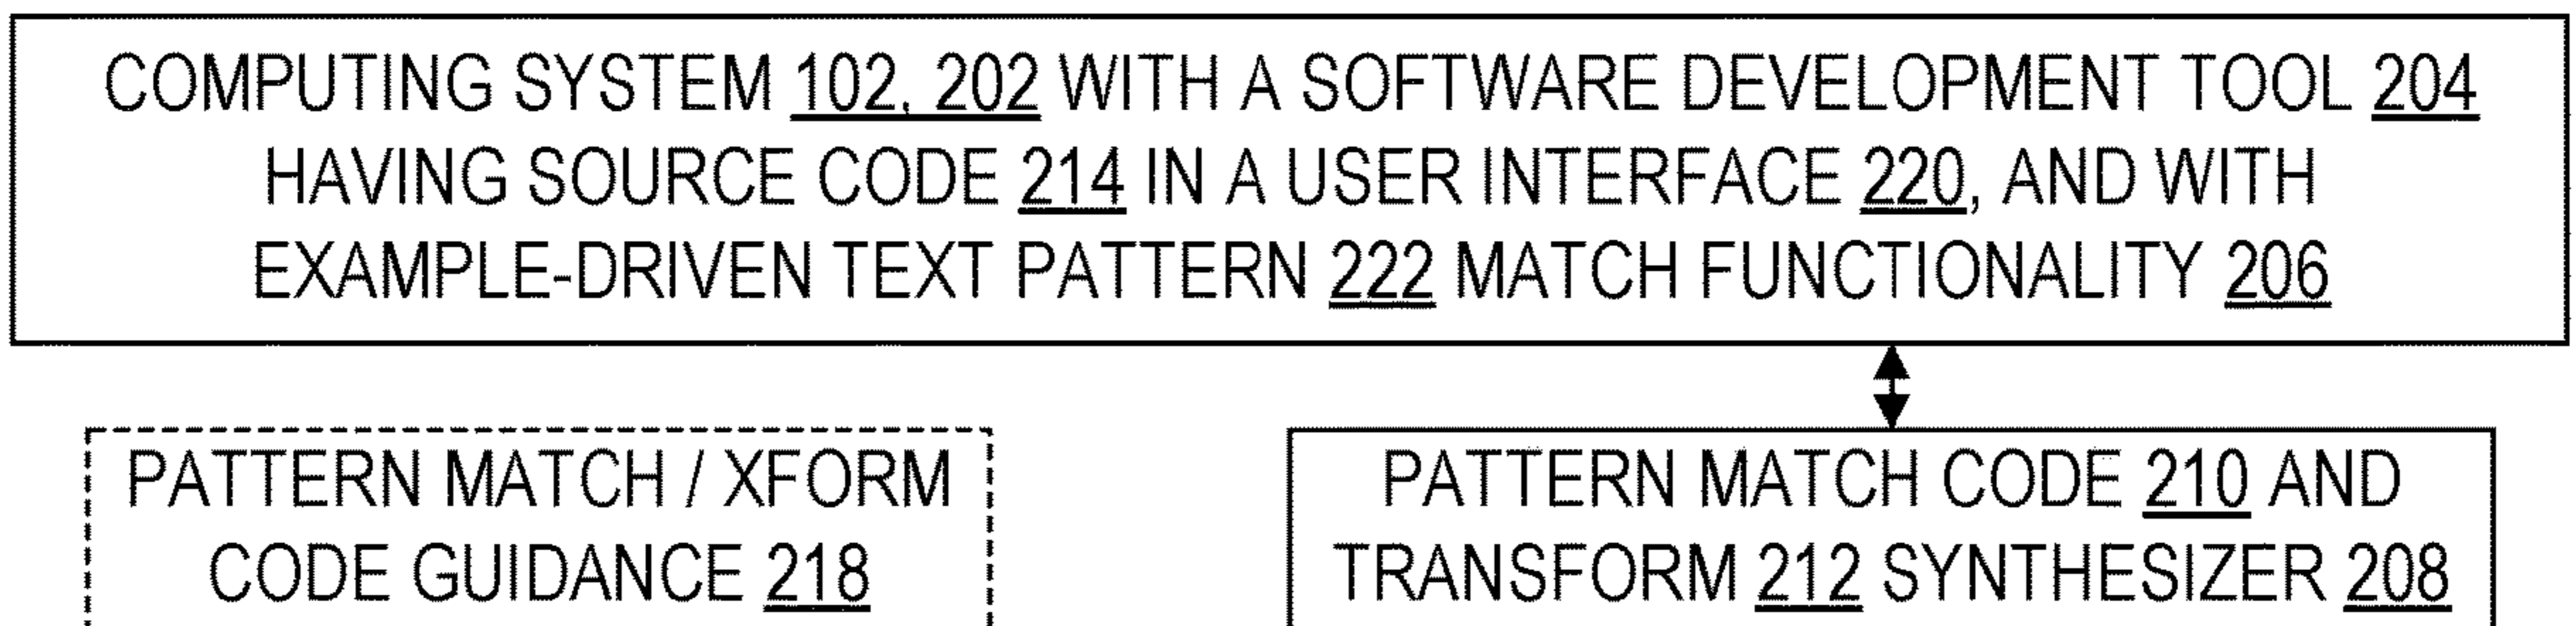 COMPUTING SYSTEM 102, 202 WITH A SOFTWARE DEVELOPMENT TOOL 204
HAVING SOURCE CODE 214 IN A USER INTERFACE 220, AND WITH
EXAMPLE-DRIVEN TEXT PATTERN 222 MATCH FUNCTIONALITY 206
PATTERN MATCH / XFORM
CODE GUIDANCE 218
PATTERN MATCH CODE 210 AND
TRANSFORM 212 SYNTHESIZER 208